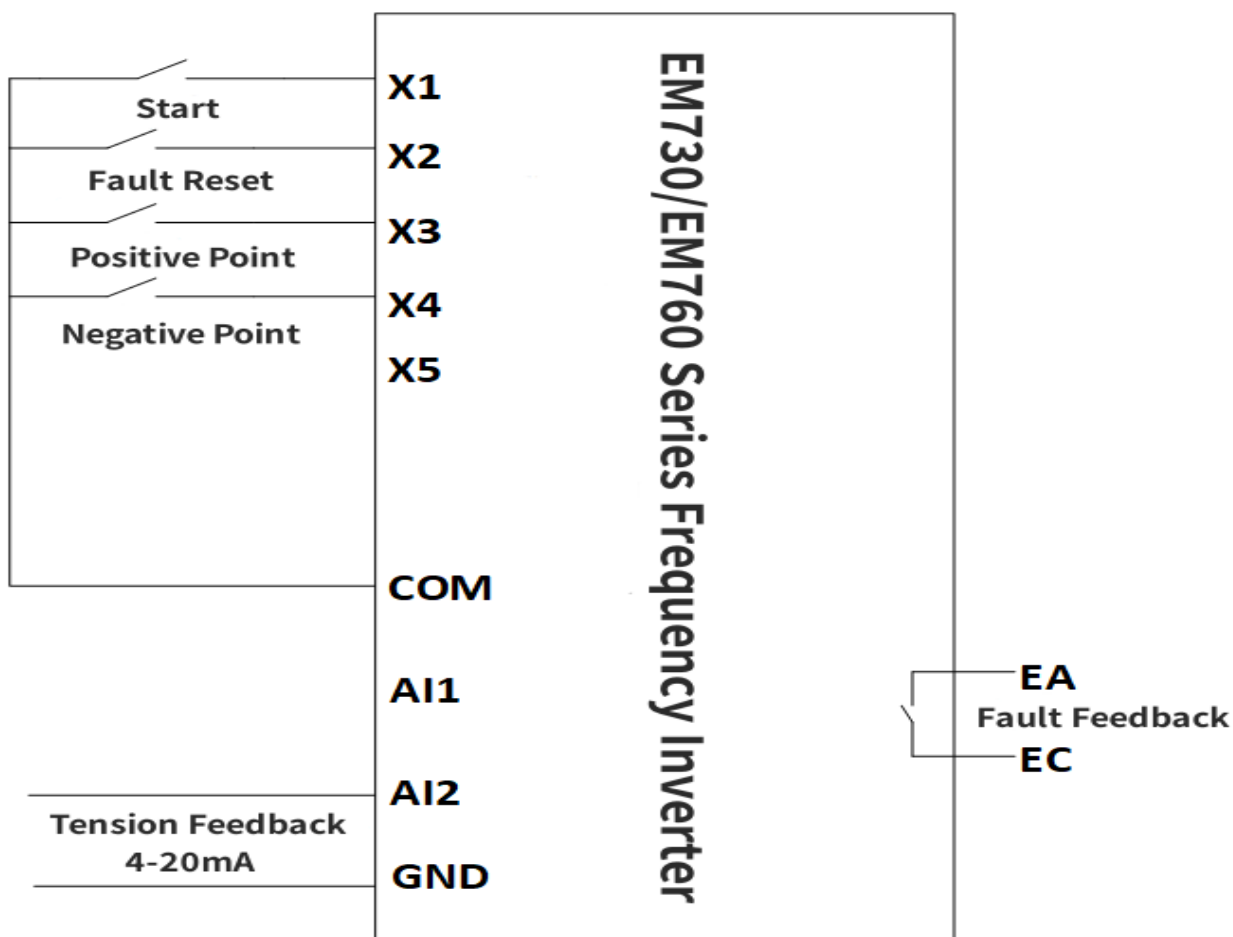 X1
Start
X2
Fault Reset
X3
Positive Point
X4
Negative Point
X5
COM
AI1
AI2
Tension Feedback
4-20mA
GND
EM730/EM760 Series Frequency Inverter
EA
Fault Feedback
EC